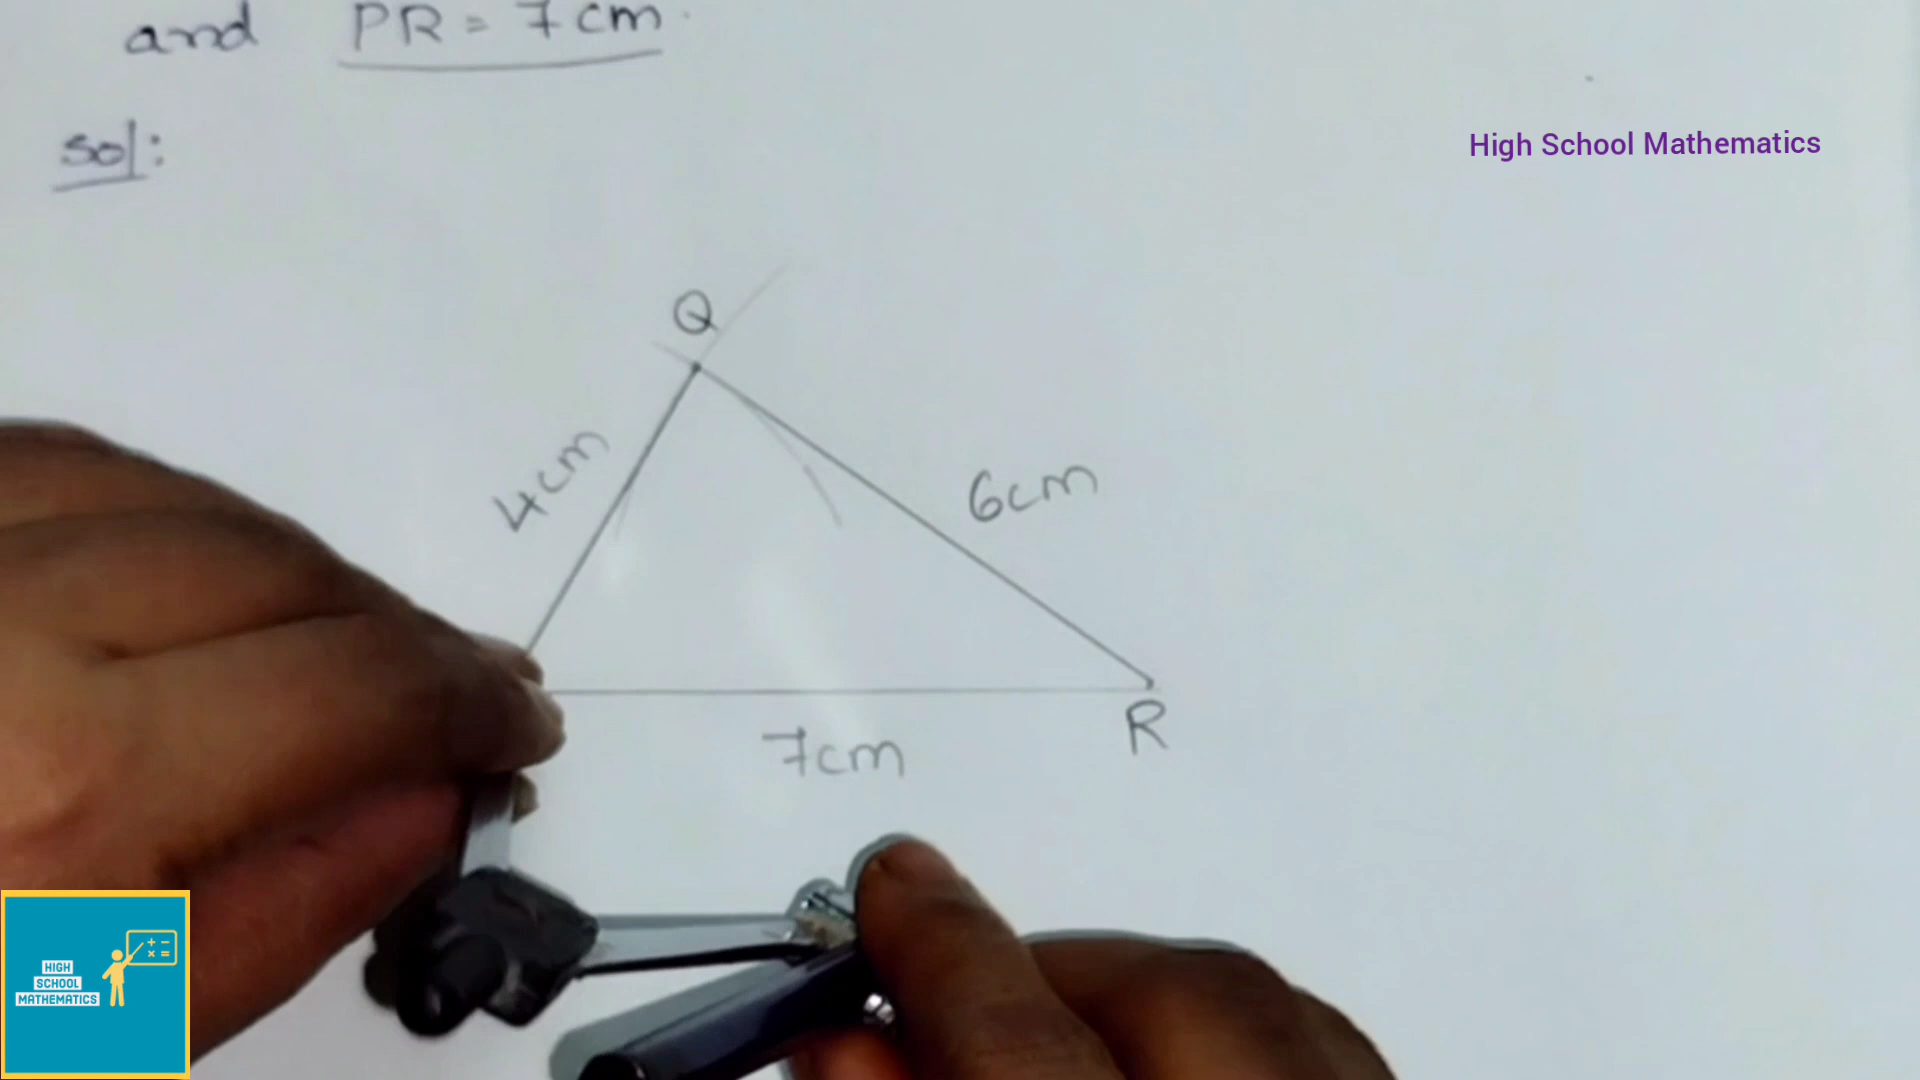 and PR = 7cm.
Sol:
High School Mathematics
Q
4cm
6cm
R
7cm
HIGH
SCHOOL
MATHEMATICS
+ -
× =